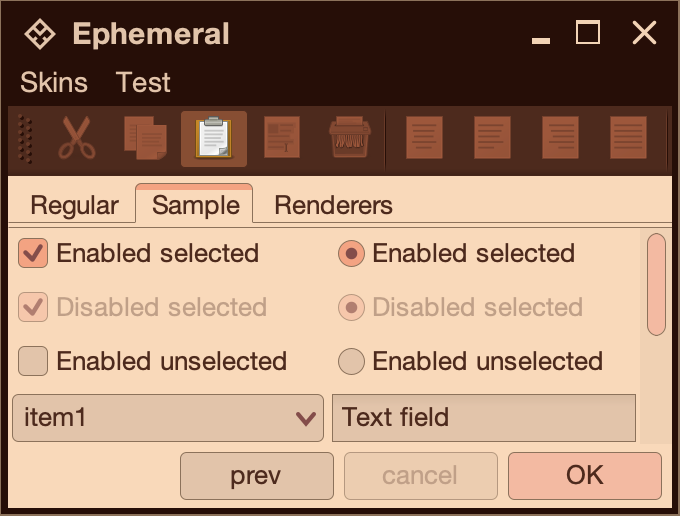 Ephemeral
Skins Test
Regular Sample Renderers
Enabled selected Enabled selected
Disabled selected Disabled selected
Enabled unselected Enabled unselected
item1 Text field
prev cancel OK